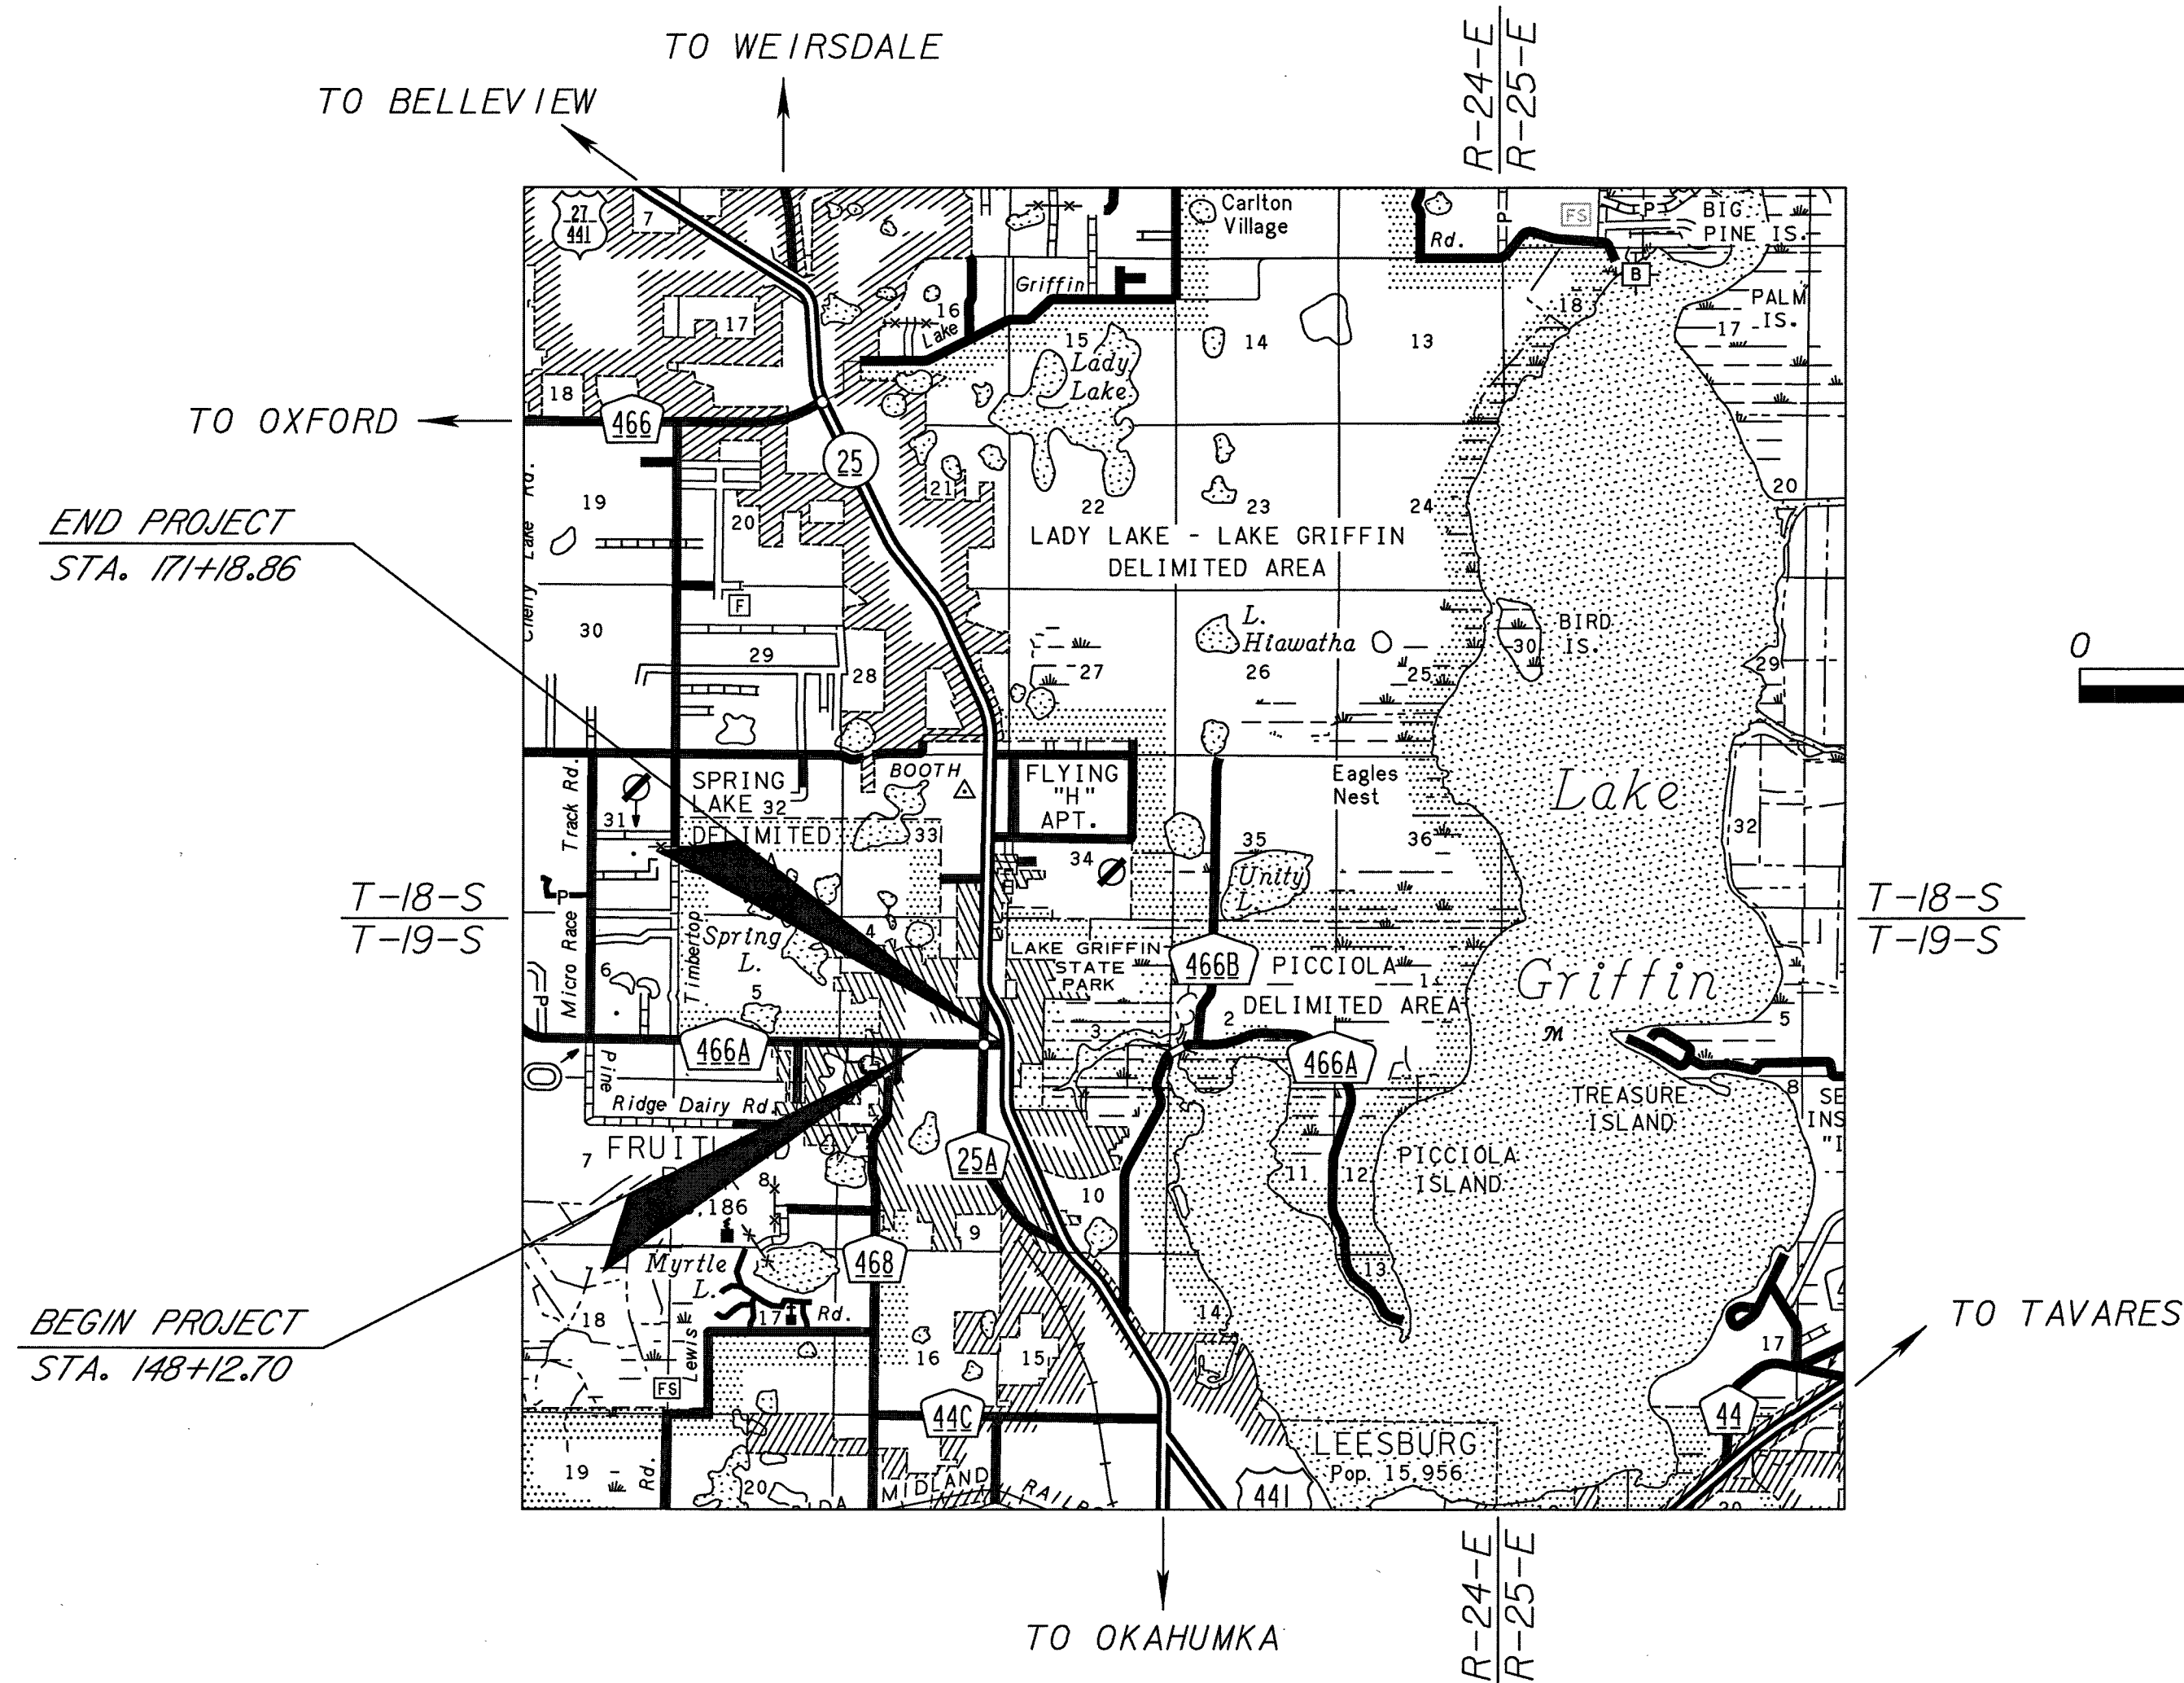 TO WEIRSDALE
TO BELLEVIEW
R-24-E
R-25-E
27
441
7
Carlton
Village
Rd.
P
FS
P
BIG
PINE IS.
B
Griffin
16
Lake
17
15
14
13
18
17
PALM
IS.
Lady
Lake
18
TO OXFORD
466
25
Cherry Lake Rd.
19
20
21
22
23
24
20
END PROJECT
STA. 171+18.86
LADY LAKE - LAKE GRIFFIN
DELIMITED AREA
F
30
29
28
27
L.
Hiawatha
26
25
30
BIRD
IS.
29
0
SPRING
LAKE 32
DELIMITED
BOOTH
33
FLYING
"H"
APT.
34
Eagles
Nest
35
36
Lake
32
Track Rd.
31
Unity
L.
T-18-S
T-19-S
T-18-S
T-19-S
P
Micro Race
Timbertop
Spring
L.
4
5
6
P
LAKE GRIFFIN
STATE
PARK
466B
PICCIOLA
DELIMITED AREA
1
Griffin
M
3
2
5
466A
466A
Pine
Ridge Dairy Rd.
TREASURE
ISLAND
8
SE
INS
"I
FRUITL D
7
8
,186
25A
10
11
12
PICCIOLA
ISLAND
9
Myrtle
L.
468
13
BEGIN PROJECT
STA. 148+12.70
18
Lewis
17
Rd.
14
17
TO TAVARES
16
15
FS
44C
44
19
Rd.
20
MIDLAND
RAILR
LEESBURG
Pop. 15,956
441
TO OKAHUMKA
R-24-E
R-25-E